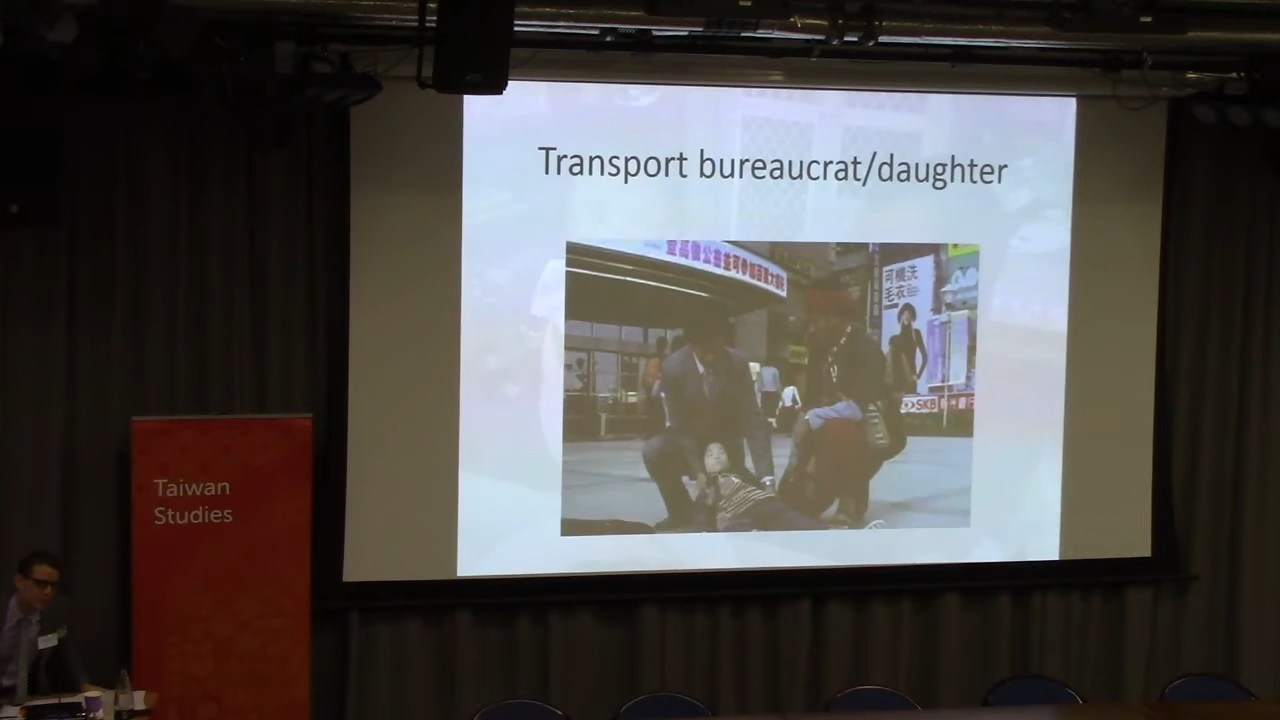 Transport bureaucrat/daughter
可機洗
毛衣
SKB
Taiwan
Studies